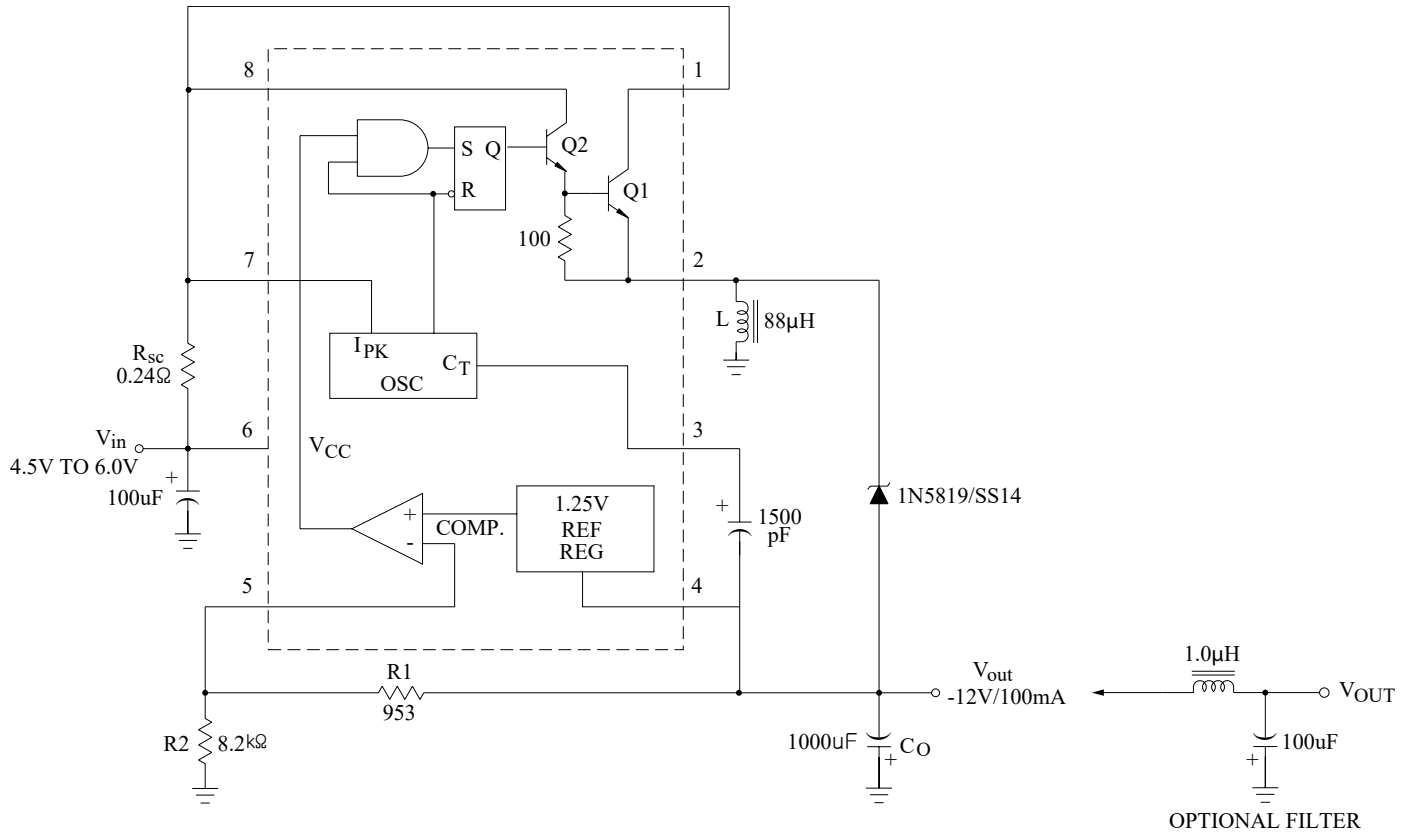 8
1
S Q
Q2
R
Q1
100
7
2
L
88μH
IPK
CT
OSC
Rsc
0.24Ω
6
3
Vin
4.5V TO 6.0V
VCC
100uF
+
1N5819/SS14
1.25V
REF
REG
+
COMP.
-
+
1500
pF
5
4
R1
953
Vout
-12V/100mA
1.0μH
VOUT
R2
8.2kΩ
1000uF
CO
+
100uF
+
OPTIONAL FILTER